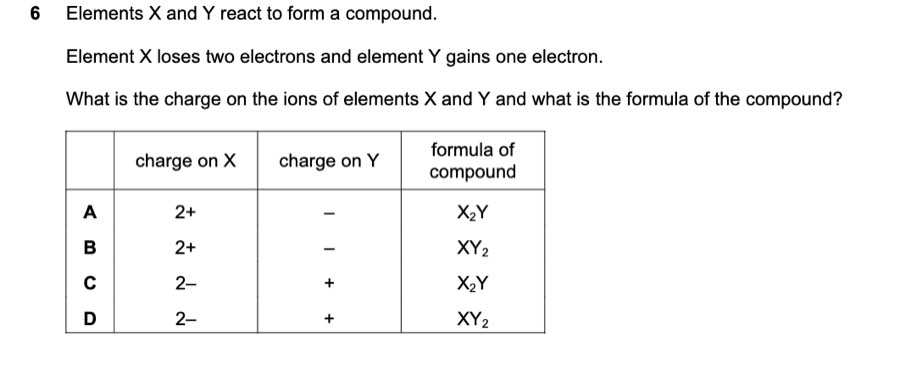 6 Elements X and Y react to form a compound.
Element X loses two electrons and element Y gains one electron.
What is the charge on the ions of elements X and Y and what is the formula of the compound?
charge on X charge on Y formula of compound
A 2+ – X₂Y
B 2+ – XY₂
C 2– + X₂Y
D 2– + XY₂